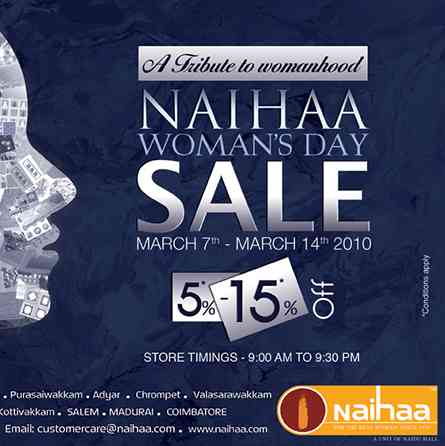 A Tribute to womanhood
NAIHAA
WOMAN'S DAY
SALE
MARCH 7th - MARCH 14th 2010
5*% - 15*% Off
*Conditions apply
STORE TIMINGS - 9:00 AM TO 9:30 PM
. Purasaiwakkam . Adyar . Chrompet . Valasarawakkam
Kottivakkam . SALEM . MADURAI . COIMBATORE
Email: customercare@naihaa.com . www.naihaa.com
Naihaa
A UNIT OF NAIDU HALL